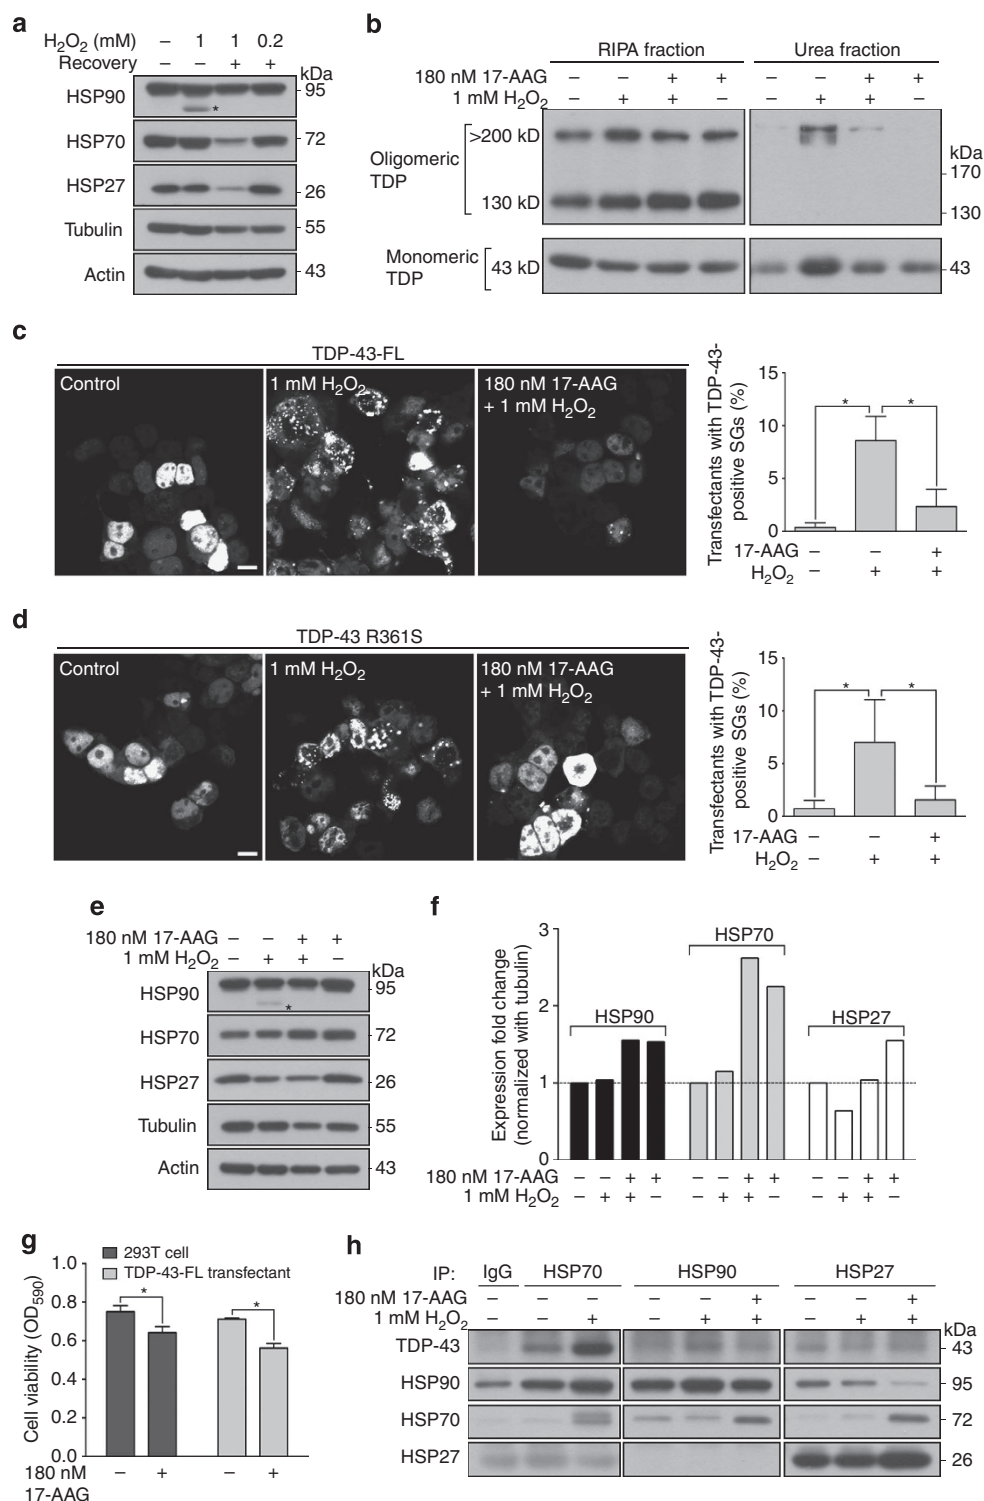 a
H2O2 (mM) – 1 1 0.2
Recovery – – + +
kDa
HSP90 95
*
HSP70 72
HSP27 26
Tubulin 55
Actin 43
b
RIPA fraction Urea fraction
180 nM 17-AAG – – + + – – + +
1 mM H2O2 – + + – – + + –
Oligomeric TDP
>200 kD
130 kD
kDa
170
130
Monomeric TDP
43 kD
43
c
TDP-43-FL
Control
1 mM H2O2
180 nM 17-AAG + 1 mM H2O2
Transfectants with TDP-43-positive SGs (%)
15
10
5
0
* *
17-AAG – – +
H2O2 – + +
d
TDP-43 R361S
Control
1 mM H2O2
180 nM 17-AAG + 1 mM H2O2
Transfectants with TDP-43-positive SGs (%)
15
10
5
0
* *
17-AAG – – +
H2O2 – + +
e
180 nM 17-AAG – – + +
1 mM H2O2 – + + –
kDa
HSP90 95
*
HSP70 72
HSP27 26
Tubulin 55
Actin 43
f
Expression fold change (normalized with tubulin)
3
2
1
0
HSP90
HSP70
HSP27
180 nM 17-AAG – – + + – – + + – – + +
1 mM H2O2 – + + – – + + – – + + –
g
293T cell
TDP-43-FL transfectant
Cell viability (OD590)
1.0
0.8
0.6
0.4
0.2
0.0
* *
180 nM 17-AAG – + – +
h
IP: IgG HSP70 HSP90 HSP27
180 nM 17-AAG – – – – – + – – +
1 mM H2O2 – – + – + + – + +
kDa
TDP-43 43
HSP90 95
HSP70 72
HSP27 26